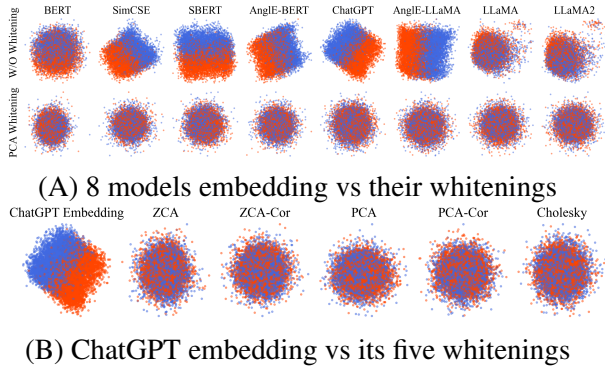 BERT SimCSE SBERT AnglE-BERT ChatGPT AnglE-LLaMA LLaMA LLaMA2
W/O Whitening
PCA Whitening
(A) 8 models embedding vs their whitenings
ChatGPT Embedding ZCA ZCA-Cor PCA PCA-Cor Cholesky
(B) ChatGPT embedding vs its five whitenings